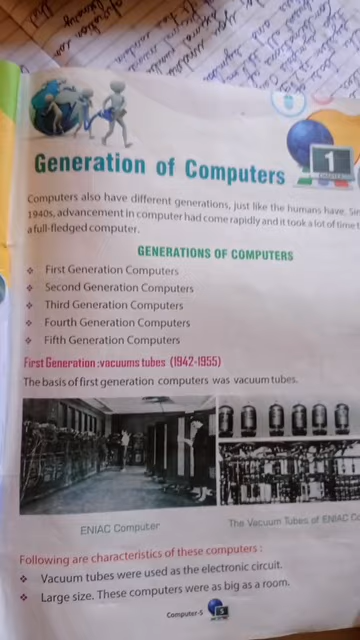 1
CHAPTER
Generation of Computers
Computers also have different generations, just like the humans have.
1940s, advancement in computer had come rapidly and it took a lot of time
a full-fledged computer.
GENERATIONS OF COMPUTERS
❖ First Generation Computers
❖ Second Generation Computers
❖ Third Generation Computers
❖ Fourth Generation Computers
❖ Fifth Generation Computers
First Generation :vacuums tubes (1942-1955)
The basis of first generation computers was vacuum tubes.
ENIAC Computer
The Vacuum Tubes of ENIAC
Following are characteristics of these computers :
❖ Vacuum tubes were used as the electronic circuit.
❖ Large size. These computers were as big as a room.
Computer-5